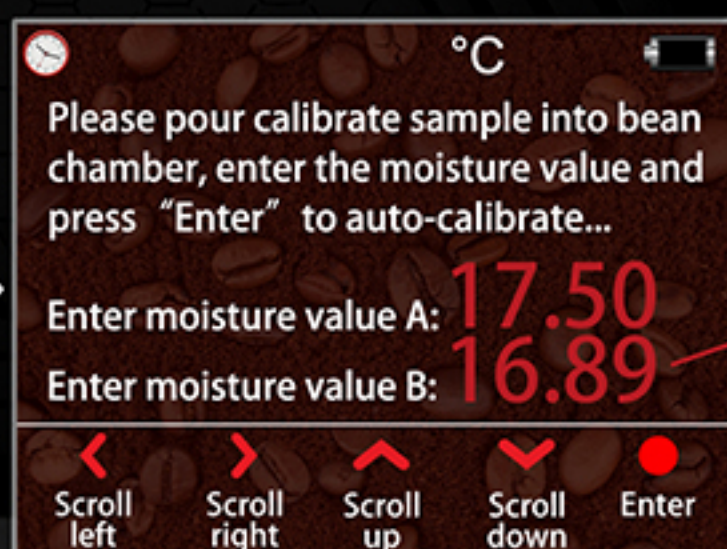 °C
Please pour calibrate sample into bean
chamber, enter the moisture value and
press “Enter” to auto-calibrate...
Enter moisture value A: 17.50
Enter moisture value B: 16.89
Scroll left
Scroll right
Scroll up
Scroll down
Enter